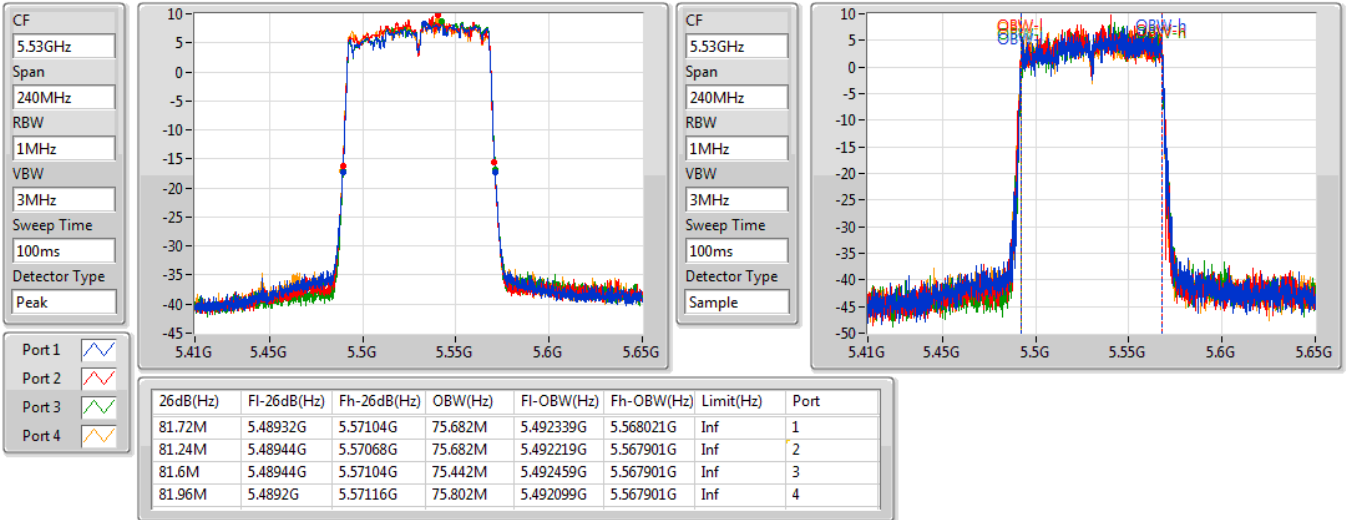 CF
5.53GHz
Span
240MHz
RBW
1MHz
VBW
3MHz
Sweep Time
100ms
Detector Type
Peak
10
5
0
-5
-10
-15
-20
-25
-30
-35
-40
-45
5.41G 5.45G 5.5G 5.55G 5.6G 5.65G
CF
5.53GHz
Span
240MHz
RBW
1MHz
VBW
3MHz
Sweep Time
100ms
Detector Type
Sample
10
5
0
-5
-10
-15
-20
-25
-30
-35
-40
-45
-50
OBW-l OBW-h
5.41G 5.45G 5.5G 5.55G 5.6G 5.65G
Port 1
Port 2
Port 3
Port 4
26dB(Hz) Fl-26dB(Hz) Fh-26dB(Hz) OBW(Hz) Fl-OBW(Hz) Fh-OBW(Hz) Limit(Hz) Port
81.72M 5.48932G 5.57104G 75.682M 5.492339G 5.568021G Inf 1
81.24M 5.48944G 5.57068G 75.682M 5.492219G 5.567901G Inf 2
81.6M 5.48944G 5.57104G 75.442M 5.492459G 5.567901G Inf 3
81.96M 5.4892G 5.57116G 75.802M 5.492099G 5.567901G Inf 4